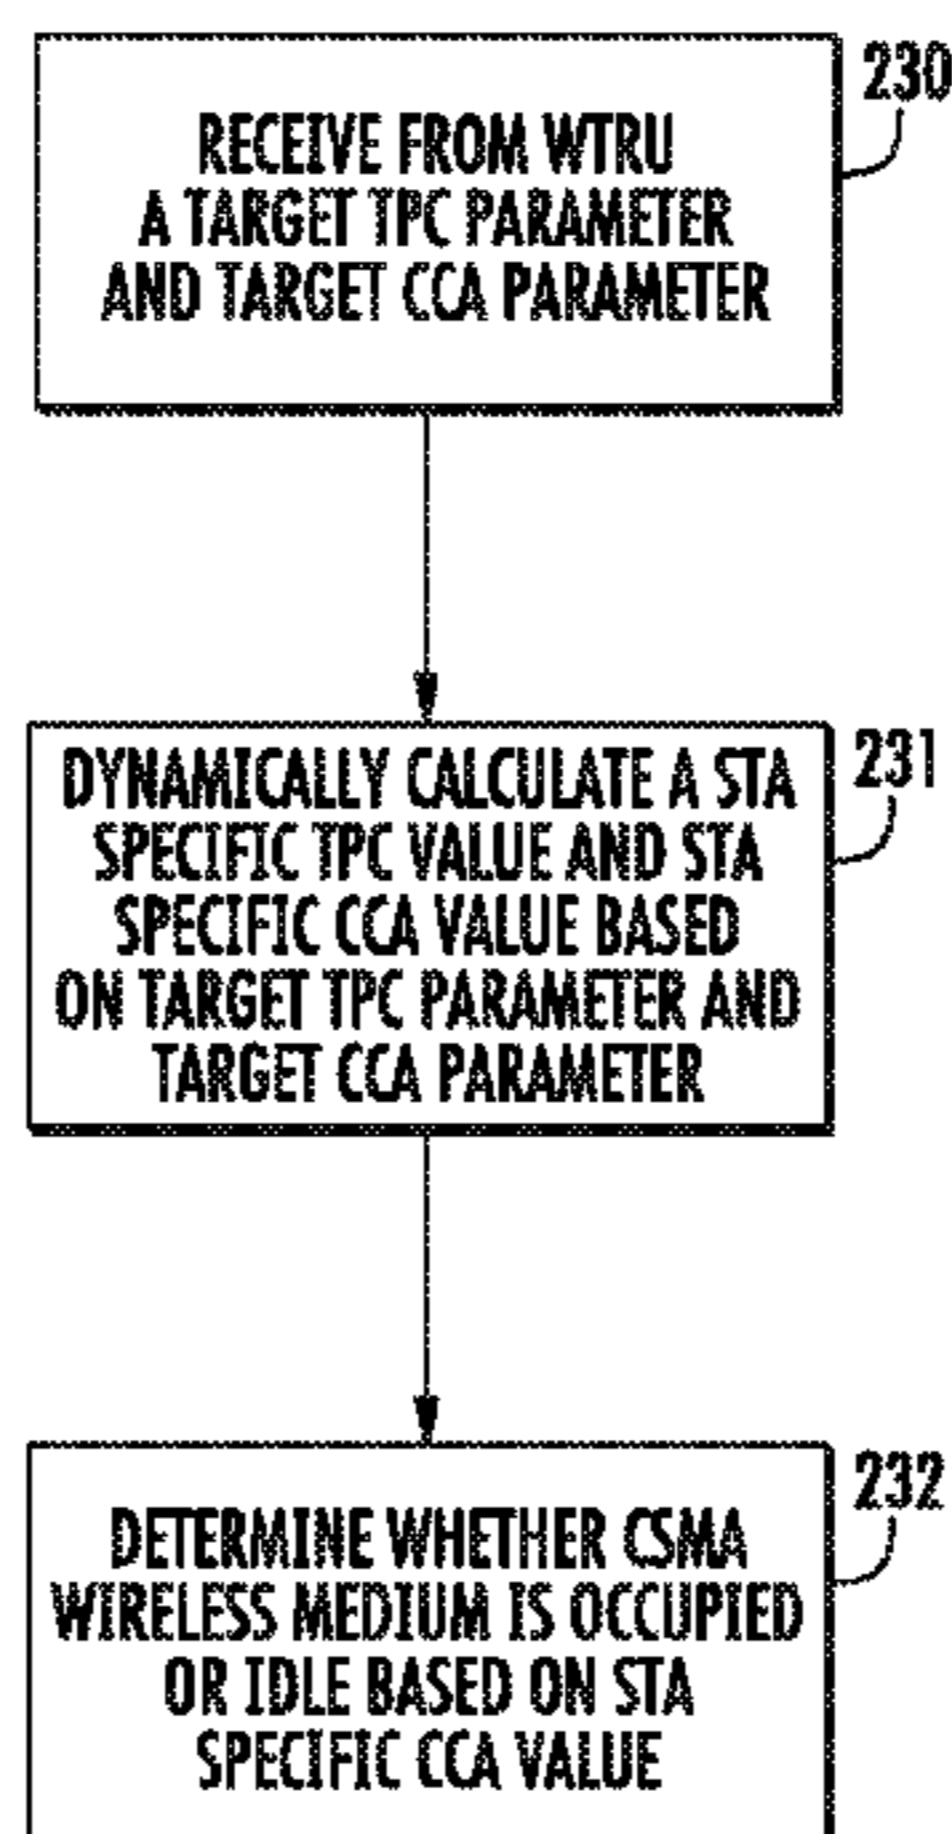 230
RECEIVE FROM WTRU
A TARGET TPC PARAMETER
AND TARGET CCA PARAMETER
231
DYNAMICALLY CALCULATE A STA
SPECIFIC TPC VALUE AND STA
SPECIFIC CCA VALUE BASED
ON TARGET TPC PARAMETER AND
TARGET CCA PARAMETER
232
DETERMINE WHETHER CSMA
WIRELESS MEDIUM IS OCCUPIED
OR IDLE BASED ON STA
SPECIFIC CCA VALUE